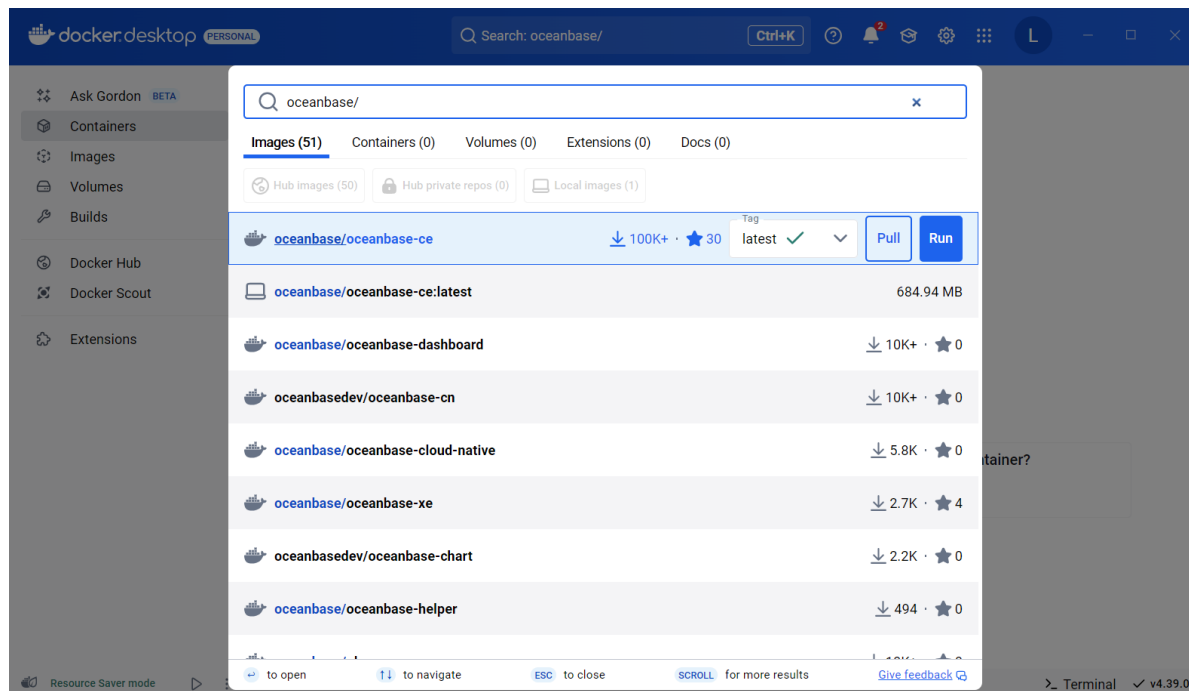 docker.desktop PERSONAL Search: oceanbase/ Ctrl+K 2 L
Ask Gordon BETA
Containers
Images
Volumes
Builds
Docker Hub
Docker Scout
Extensions
oceanbase/
Images (51) Containers (0) Volumes (0) Extensions (0) Docs (0)
Hub images (50) Hub private repos (0) Local images (1)
Tag
oceanbase/oceanbase-ce 100K+ · 30 latest Pull Run
oceanbase/oceanbase-ce:latest 684.94 MB
oceanbase/oceanbase-dashboard 10K+ · 0
oceanbasedev/oceanbase-cn 10K+ · 0
oceanbase/oceanbase-cloud-native 5.8K · 0
tainer?
oceanbase/oceanbase-xe 2.7K · 4
oceanbasedev/oceanbase-chart 2.2K · 0
oceanbase/oceanbase-helper 494 · 0
to open to navigate ESC to close SCROLL for more results Give feedback
Resource Saver mode >_ Terminal v4.39.0